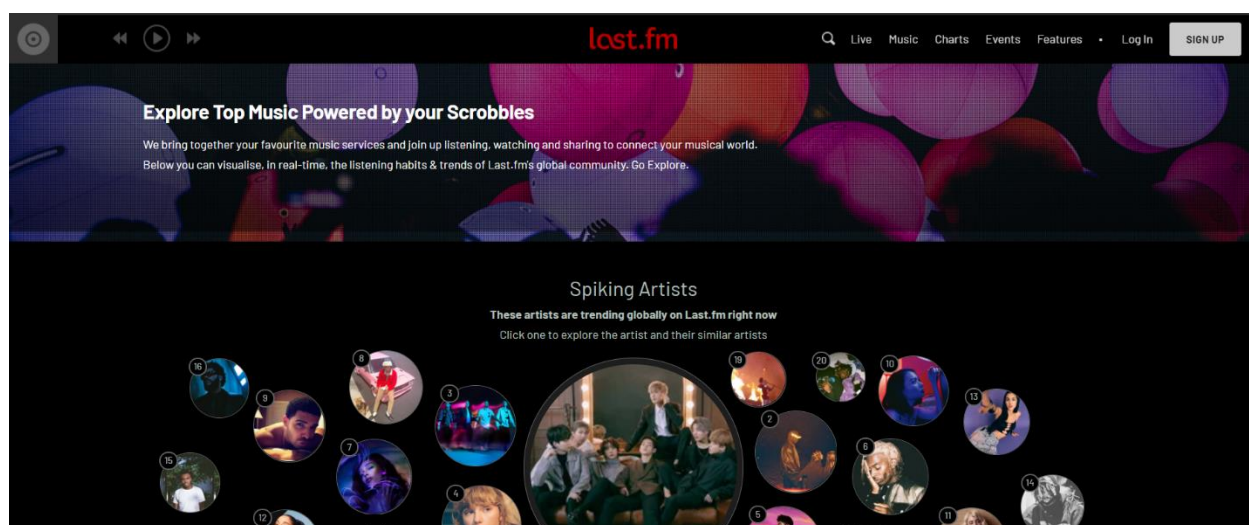 last.fm
Live Music Charts Events Features • Log In SIGN UP
Explore Top Music Powered by your Scrobbles
We bring together your favourite music services and join up listening, watching and sharing to connect your musical world.
Below you can visualise, in real-time, the listening habits & trends of Last.fm's global community. Go Explore.
Spiking Artists
These artists are trending globally on Last.fm right now
Click one to explore the artist and their similar artists
16
8
19
20
10
9
3
13
2
7
6
15
4
14
12
5
11